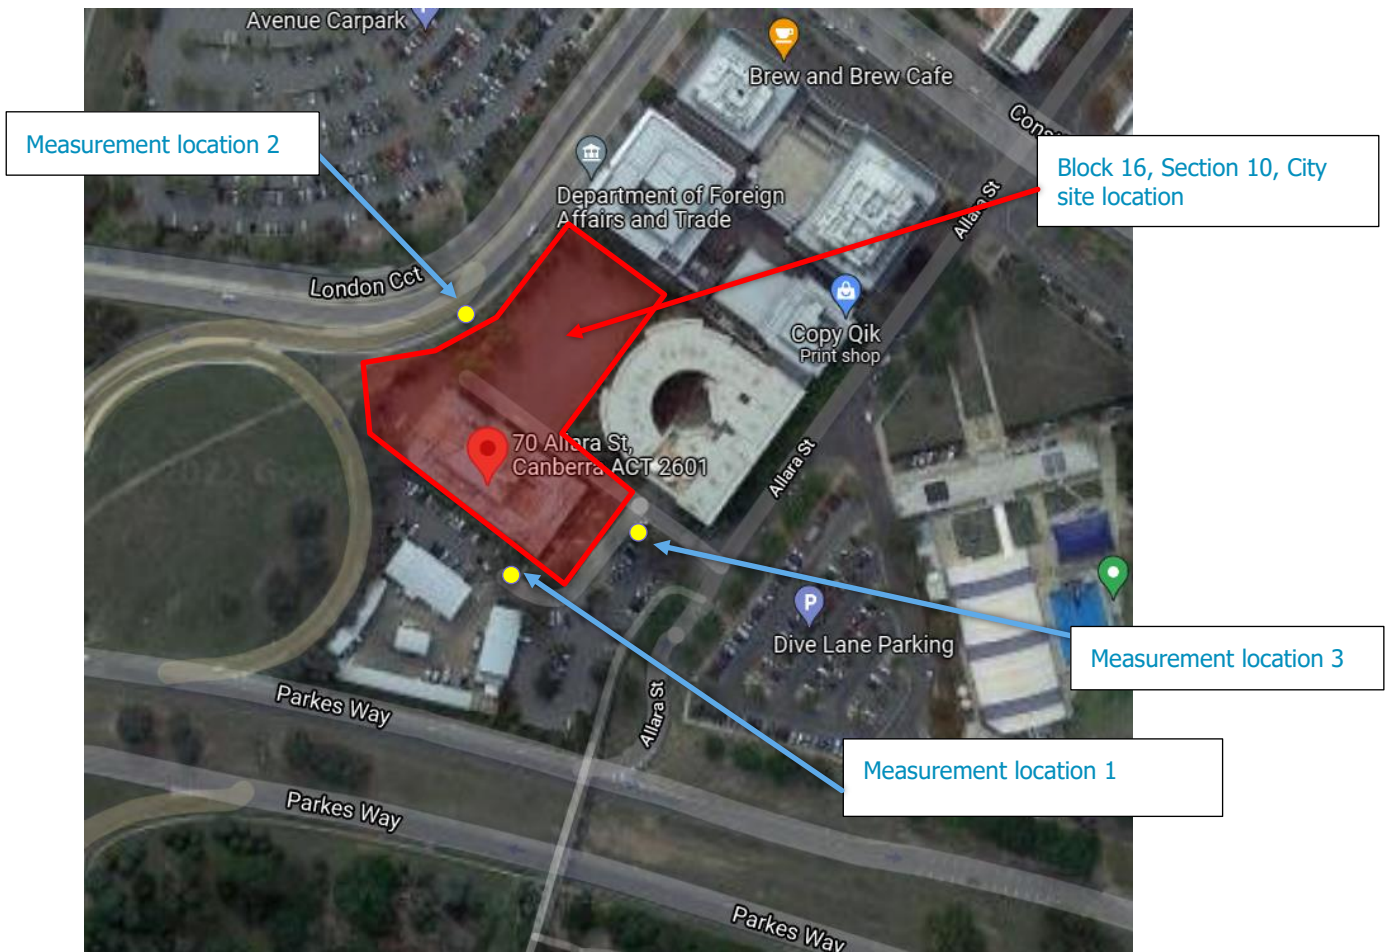 Avenue Carpark
Brew and Brew Cafe
Measurement location 2
Block 16, Section 10, City
site location
Department of Foreign
Affairs and Trade
Allara St
London Cct
Copy Qik
Print shop
70 Allara St,
Canberra ACT 2601
Allara St
P
Dive Lane Parking
Measurement location 3
Parkes Way
Allara St
Measurement location 1
Parkes Way
Parkes Way